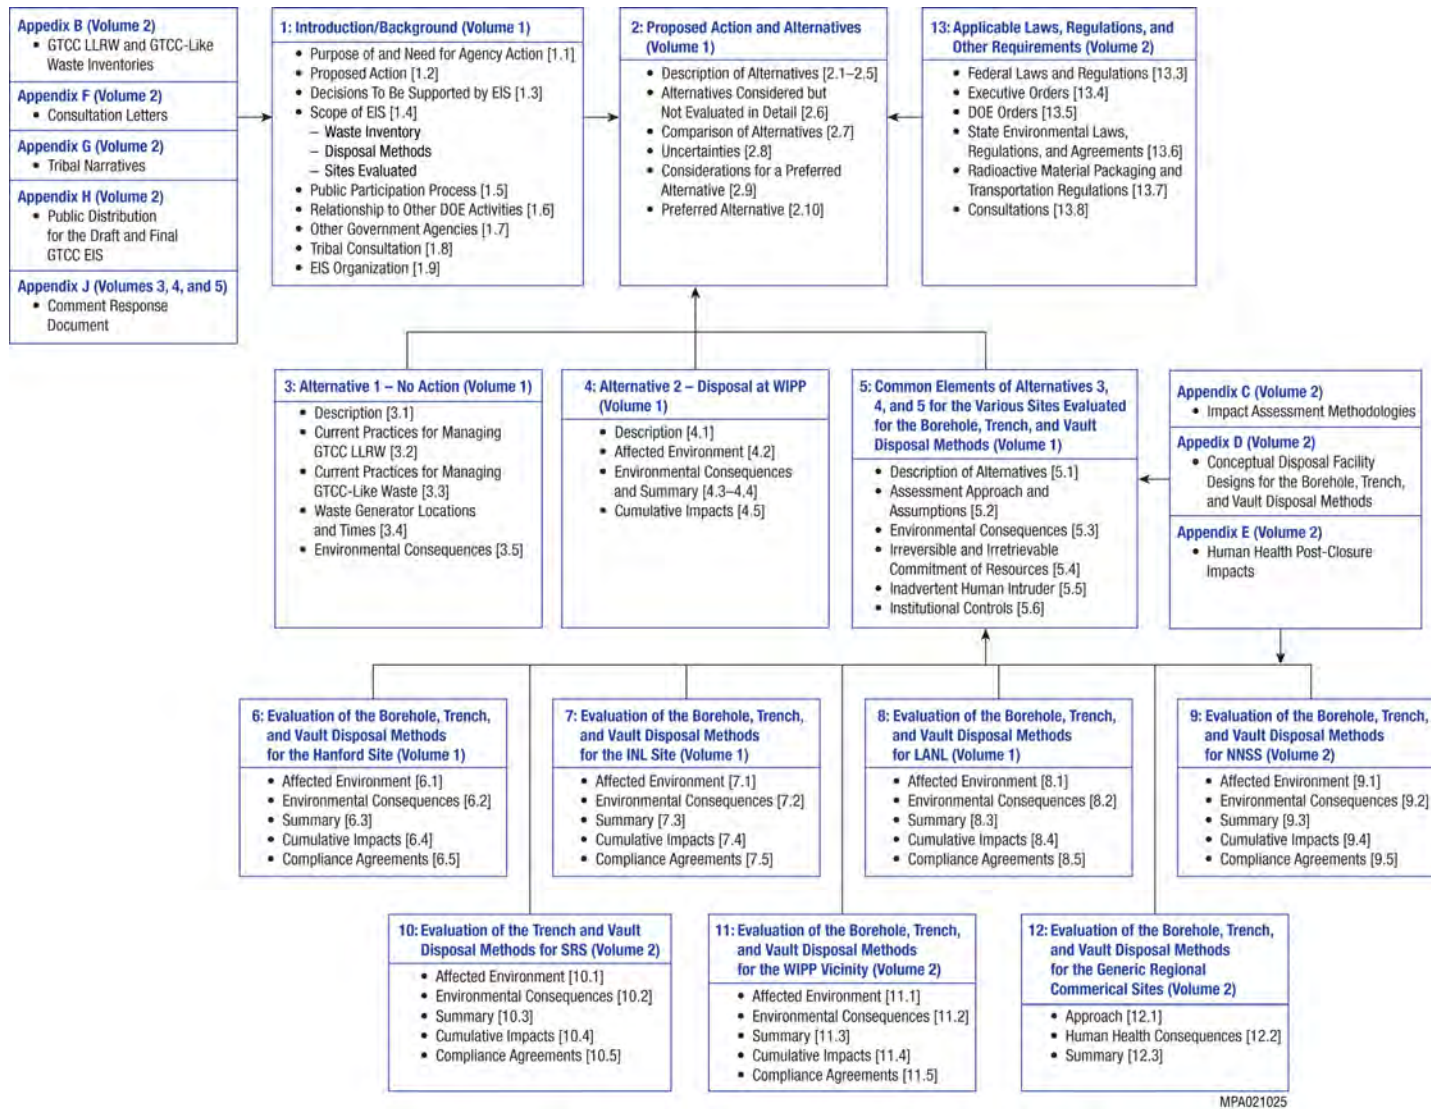 Appedix B (Volume 2)
• GTCC LLRW and GTCC-Like
Waste Inventories
Appendix F (Volume 2)
• Consultation Letters
Appendix G (Volume 2)
• Tribal Narratives
Appendix H (Volume 2)
• Public Distribution
for the Draft and Final
GTCC EIS
Appendix J (Volumes 3, 4, and 5)
• Comment Response
Document
1: Introduction/Background (Volume 1)
• Purpose of and Need for Agency Action [1.1]
• Proposed Action [1.2]
• Decisions To Be Supported by EIS [1.3]
• Scope of EIS [1.4]
– Waste Inventory
– Disposal Methods
– Sites Evaluated
• Public Participation Process [1.5]
• Relationship to Other DOE Activities [1.6]
• Other Government Agencies [1.7]
• Tribal Consultation [1.8]
• EIS Organization [1.9]
2: Proposed Action and Alternatives
(Volume 1)
• Description of Alternatives [2.1–2.5]
• Alternatives Considered but
Not Evaluated in Detail [2.6]
• Comparison of Alternatives [2.7]
• Uncertainties [2.8]
• Considerations for a Preferred
Alternative [2.9]
• Preferred Alternative [2.10]
13: Applicable Laws, Regulations, and
Other Requirements (Volume 2)
• Federal Laws and Regulations [13.3]
• Executive Orders [13.4]
• DOE Orders [13.5]
• State Environmental Laws,
Regulations, and Agreements [13.6]
• Radioactive Material Packaging and
Transportation Regulations [13.7]
• Consultations [13.8]
3: Alternative 1 – No Action (Volume 1)
• Description [3.1]
• Current Practices for Managing
GTCC LLRW [3.2]
• Current Practices for Managing
GTCC-Like Waste [3.3]
• Waste Generator Locations
and Times [3.4]
• Environmental Consequences [3.5]
4: Alternative 2 – Disposal at WIPP
(Volume 1)
• Description [4.1]
• Affected Environment [4.2]
• Environmental Consequences
and Summary [4.3–4.4]
• Cumulative Impacts [4.5]
5: Common Elements of Alternatives 3,
4, and 5 for the Various Sites Evaluated
for the Borehole, Trench, and Vault
Disposal Methods (Volume 1)
• Description of Alternatives [5.1]
• Assessment Approach and
Assumptions [5.2]
• Environmental Consequences [5.3]
• Irreversible and Irretrievable
Commitment of Resources [5.4]
• Inadvertent Human Intruder [5.5]
• Institutional Controls [5.6]
Appendix C (Volume 2)
• Impact Assessment Methodologies
Appedix D (Volume 2)
• Conceptual Disposal Facility
Designs for the Borehole, Trench,
and Vault Disposal Methods
Appendix E (Volume 2)
• Human Health Post-Closure
Impacts
6: Evaluation of the Borehole, Trench,
and Vault Disposal Methods
for the Hanford Site (Volume 1)
• Affected Environment [6.1]
• Environmental Consequences [6.2]
• Summary [6.3]
• Cumulative Impacts [6.4]
• Compliance Agreements [6.5]
7: Evaluation of the Borehole, Trench,
and Vault Disposal Methods
for the INL Site (Volume 1)
• Affected Environment [7.1]
• Environmental Consequences [7.2]
• Summary [7.3]
• Cumulative Impacts [7.4]
• Compliance Agreements [7.5]
8: Evaluation of the Borehole, Trench,
and Vault Disposal Methods
for LANL (Volume 1)
• Affected Environment [8.1]
• Environmental Consequences [8.2]
• Summary [8.3]
• Cumulative Impacts [8.4]
• Compliance Agreements [8.5]
9: Evaluation of the Borehole, Trench,
and Vault Disposal Methods
for NNSS (Volume 2)
• Affected Environment [9.1]
• Environmental Consequences [9.2]
• Summary [9.3]
• Cumulative Impacts [9.4]
• Compliance Agreements [9.5]
10: Evaluation of the Trench and Vault
Disposal Methods for SRS (Volume 2)
• Affected Environment [10.1]
• Environmental Consequences [10.2]
• Summary [10.3]
• Cumulative Impacts [10.4]
• Compliance Agreements [10.5]
11: Evaluation of the Borehole, Trench,
and Vault Disposal Methods
for the WIPP Vicinity (Volume 2)
• Affected Environment [11.1]
• Environmental Consequences [11.2]
• Summary [11.3]
• Cumulative Impacts [11.4]
• Compliance Agreements [11.5]
12: Evaluation of the Borehole, Trench,
and Vault Disposal Methods
for the Generic Regional
Commerical Sites (Volume 2)
• Approach [12.1]
• Human Health Consequences [12.2]
• Summary [12.3]
MPA021025